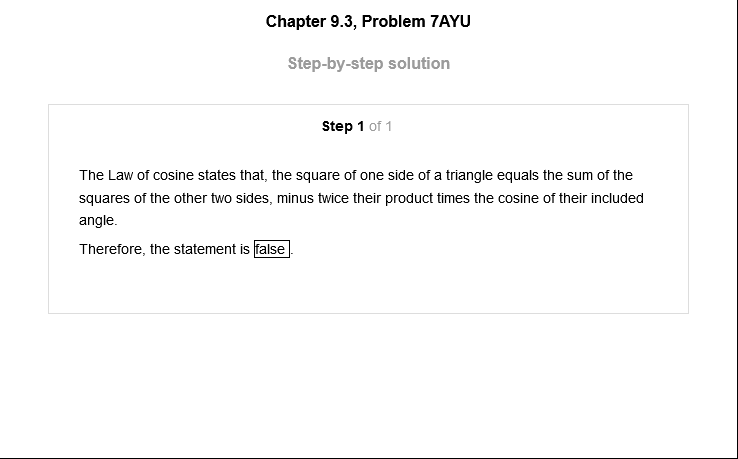 Chapter 9.3, Problem 7AYU
Step-by-step solution
Step 1 of 1
The Law of cosine states that, the square of one side of a triangle equals the sum of the
squares of the other two sides, minus twice their product times the cosine of their included
angle.
Therefore, the statement is false .